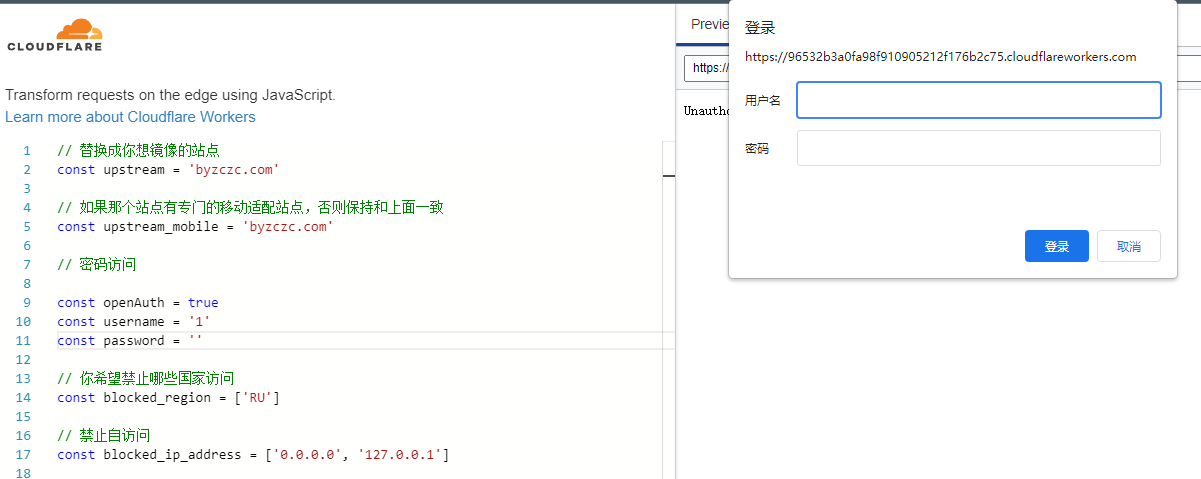 CLOUDFLARE
Transform requests on the edge using JavaScript.
Learn more about Cloudflare Workers
1 // 替换成你想镜像的站点
2 const upstream = 'byzczc.com'
3
4 // 如果那个站点有专门的移动适配站点，否则保持和上面一致
5 const upstream_mobile = 'byzczc.com'
6
7 // 密码访问
8
9 const openAuth = true
10 const username = '1'
11 const password = ''
12
13 // 你希望禁止哪些国家访问
14 const blocked_region = ['RU']
15
16 // 禁止自访问
17 const blocked_ip_address = ['0.0.0.0', '127.0.0.1']
18
Previe
https:/
Unautho
登录
https://96532b3a0fa98f910905212f176b2c75.cloudflareworkers.com
用户名
密码
登录 取消